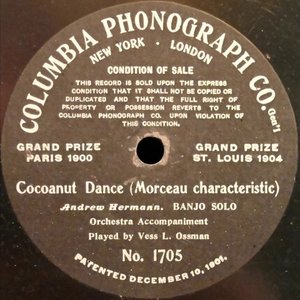 COLUMBIA PHONOGRAPH CO. Gen'l
NEW YORK · LONDON
CONDITION OF SALE
THIS RECORD IS SOLD UPON THE EXPRESS
CONDITION THAT IT SHALL NOT BE COPIED OR
DUPLICATED AND THAT THE FULL RIGHT OF
PROPERTY OR POSSESSION REVERTS TO THE
COLUMBIA PHONOGRAPH CO. UPON VIOLATION
OF THIS CONDITION.
GRAND PRIZE
PARIS 1900
GRAND PRIZE
ST. LOUIS 1904
Cocoanut Dance (Morceau characteristic)
Andrew Hermann. BANJO SOLO
Orchestra Accompaniment
Played by Vess L. Ossman
No. 1705
PATENTED DECEMBER 10, 1901.